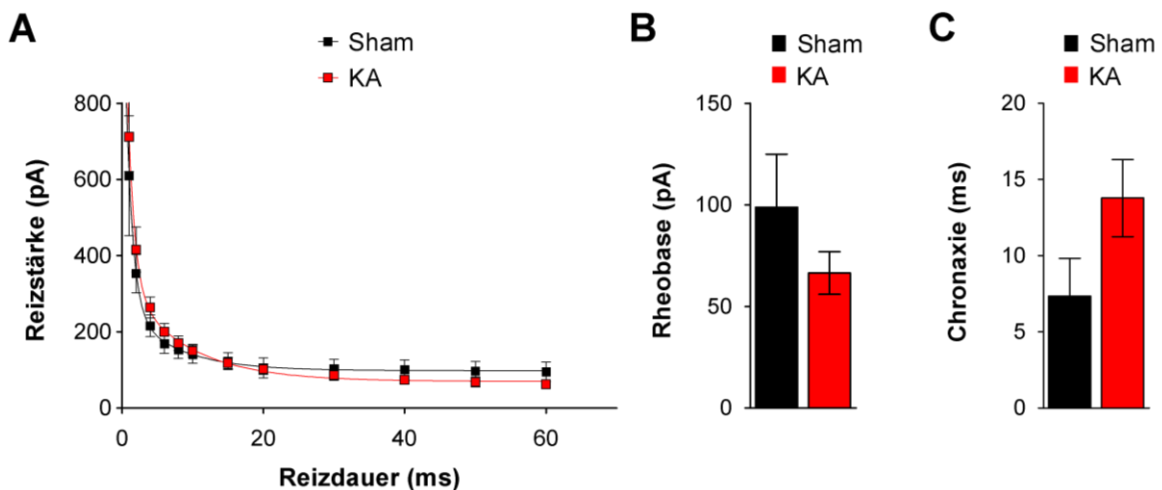 A
Sham
KA
Reizstärke (pA)
800
600
400
200
0
0 20 40 60
Reizdauer (ms)
B
Sham
KA
Rheobase (pA)
150
100
50
0
C
Sham
KA
Chronaxie (ms)
20
15
10
5
0